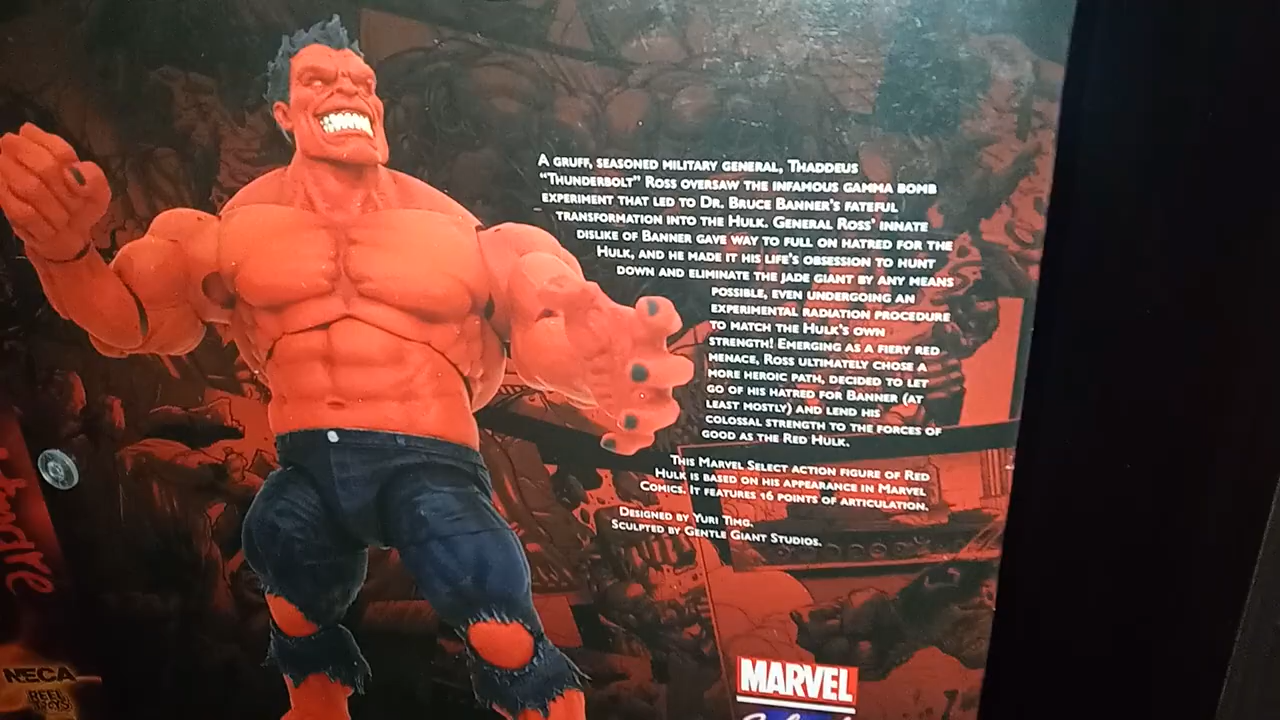 A GRUFF, SEASONED MILITARY GENERAL, THADDEUS
"THUNDERBOLT" ROSS OVERSAW THE INFAMOUS GAMMA BOMB
EXPERIMENT THAT LED TO DR. BRUCE BANNER'S FATEFUL
TRANSFORMATION INTO THE HULK. GENERAL ROSS' INNATE
DISLIKE OF BANNER GAVE WAY TO FULL ON HATRED FOR THE
HULK, AND HE MADE IT HIS LIFE'S OBSESSION TO HUNT
DOWN AND ELIMINATE THE JADE GIANT BY ANY MEANS
POSSIBLE, EVEN UNDERGOING AN
EXPERIMENTAL RADIATION PROCEDURE
TO MATCH THE HULK'S OWN
STRENGTH! EMERGING AS A FIERY RED
MENACE, ROSS ULTIMATELY CHOSE A
MORE HEROIC PATH, DECIDED TO LET
GO OF HIS HATRED FOR BANNER (AT
LEAST MOSTLY) AND LEND HIS
COLOSSAL STRENGTH TO THE FORCES OF
GOOD AS THE RED HULK.
THIS MARVEL SELECT ACTION FIGURE OF RED
HULK IS BASED ON HIS APPEARANCE IN MARVEL
COMICS. IT FEATURES 16 POINTS OF ARTICULATION.
DESIGNED BY YURI TIMG.
SCULPTED BY GENTLE GIANT STUDIOS.
MARVEL
NECA
REEL
TOYS